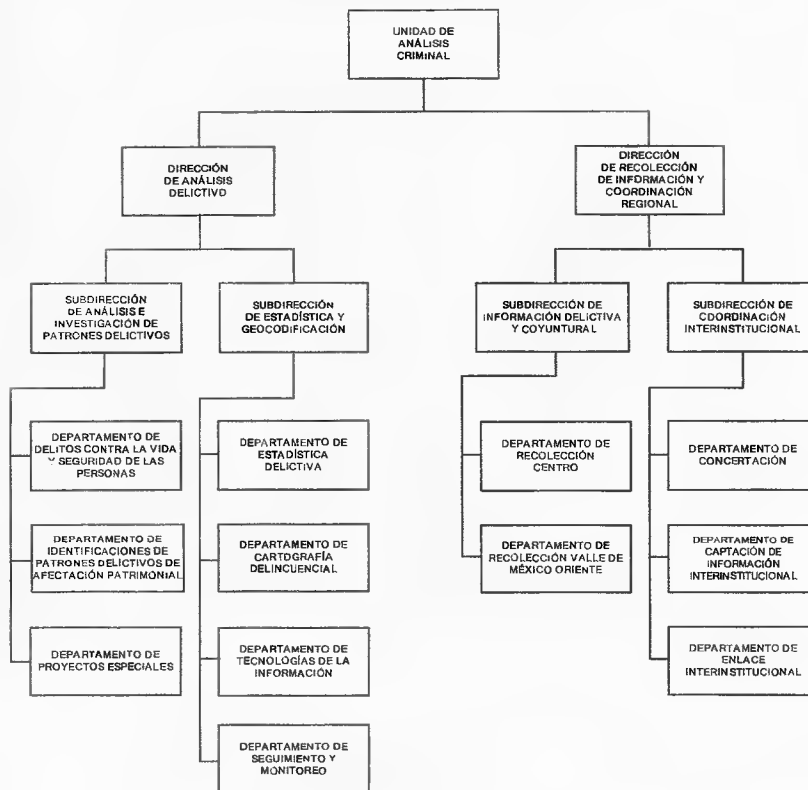 UNIDAD DE
ANÁLISIS
CRIMINAL
DIRECCIÓN
DE ANÁLISIS
DELICTIVO
DIRECCIÓN
DE RECOLECCIÓN
DE INFORMACIÓN Y
COORDINACIÓN
REGIONAL
SUBDIRECCIÓN
DE ANÁLISIS E
INVESTIGACIÓN DE
PATRONES DELICTIVOS
SUBDIRECCIÓN
DE ESTADÍSTICA Y
GEOCODIFICACIÓN
SUBDIRECCIÓN DE
INFORMACIÓN DELICTIVA
Y COYUNTURAL
SUBDIRECCIÓN DE
COORDINACIÓN
INTERINSTITUCIONAL
DEPARTAMENTO DE
DELITOS CONTRA LA VIDA
Y SEGURIDAD DE LAS
PERSONAS
DEPARTAMENTO DE
ESTADÍSTICA
DELICTIVA
DEPARTAMENTO DE
RECOLECCIÓN
CENTRO
DEPARTAMENTO DE
CONCERTACIÓN
DEPARTAMENTO DE
IDENTIFICACIONES DE
PATRONES DELICTIVOS DE
AFECTACIÓN PATRIMONIAL
DEPARTAMENTO DE
CARTOGRAFÍA
DELINCUENCIAL
DEPARTAMENTO DE
RECOLECCIÓN VALLE DE
MÉXICO ORIENTE
DEPARTAMENTO DE
CAPTACIÓN DE
INFORMACIÓN
INTERINSTITUCIONAL
DEPARTAMENTO DE
PROYECTOS ESPECIALES
DEPARTAMENTO DE
TECNOLOGÍAS DE LA
INFORMACIÓN
DEPARTAMENTO DE
ENLACE
INTERINSTITUCIONAL
DEPARTAMENTO DE
SEGUIMIENTO Y
MONITOREO